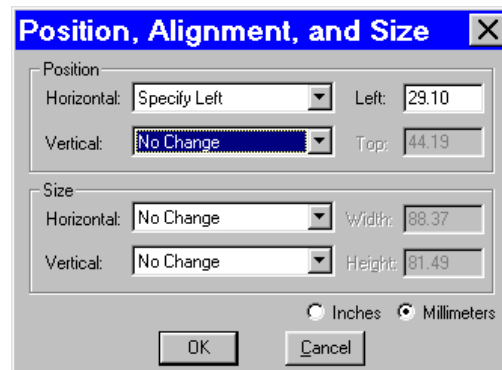 Position, Alignment, and Size
Position
Horizontal: Specify Left Left: 29.10
Vertical: No Change Top: 44.19
Size
Horizontal: No Change Width: 88.37
Vertical: No Change Height: 81.49
Inches Millimeters
OK Cancel